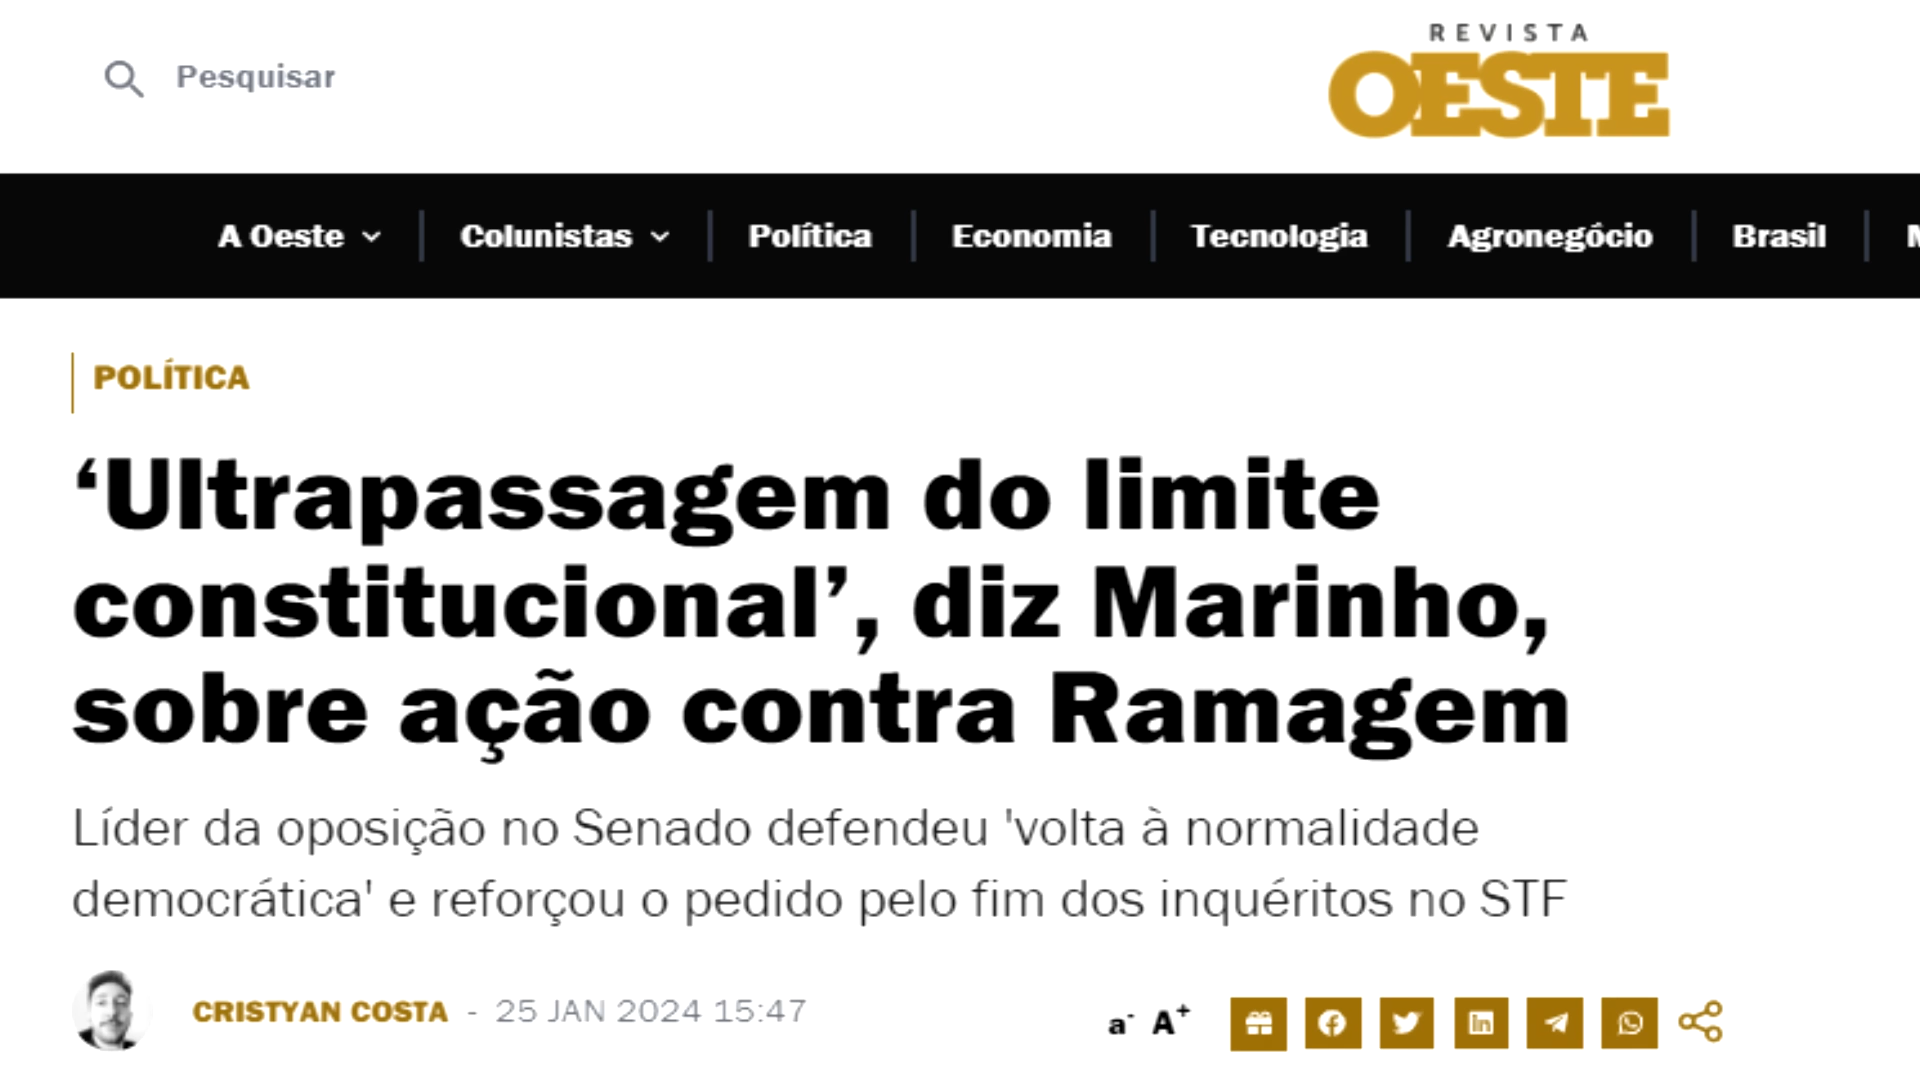 Pesquisar
REVISTA
OESTE
A Oeste
Colunistas
Política
Economia
Tecnologia
Agronegócio
Brasil
POLÍTICA
‘Ultrapassagem do limite
constitucional’, diz Marinho,
sobre ação contra Ramagem
Líder da oposição no Senado defendeu 'volta à normalidade
democrática' e reforçou o pedido pelo fim dos inquéritos no STF
CRISTYAN COSTA - 25 JAN 2024 15:47
a- A+